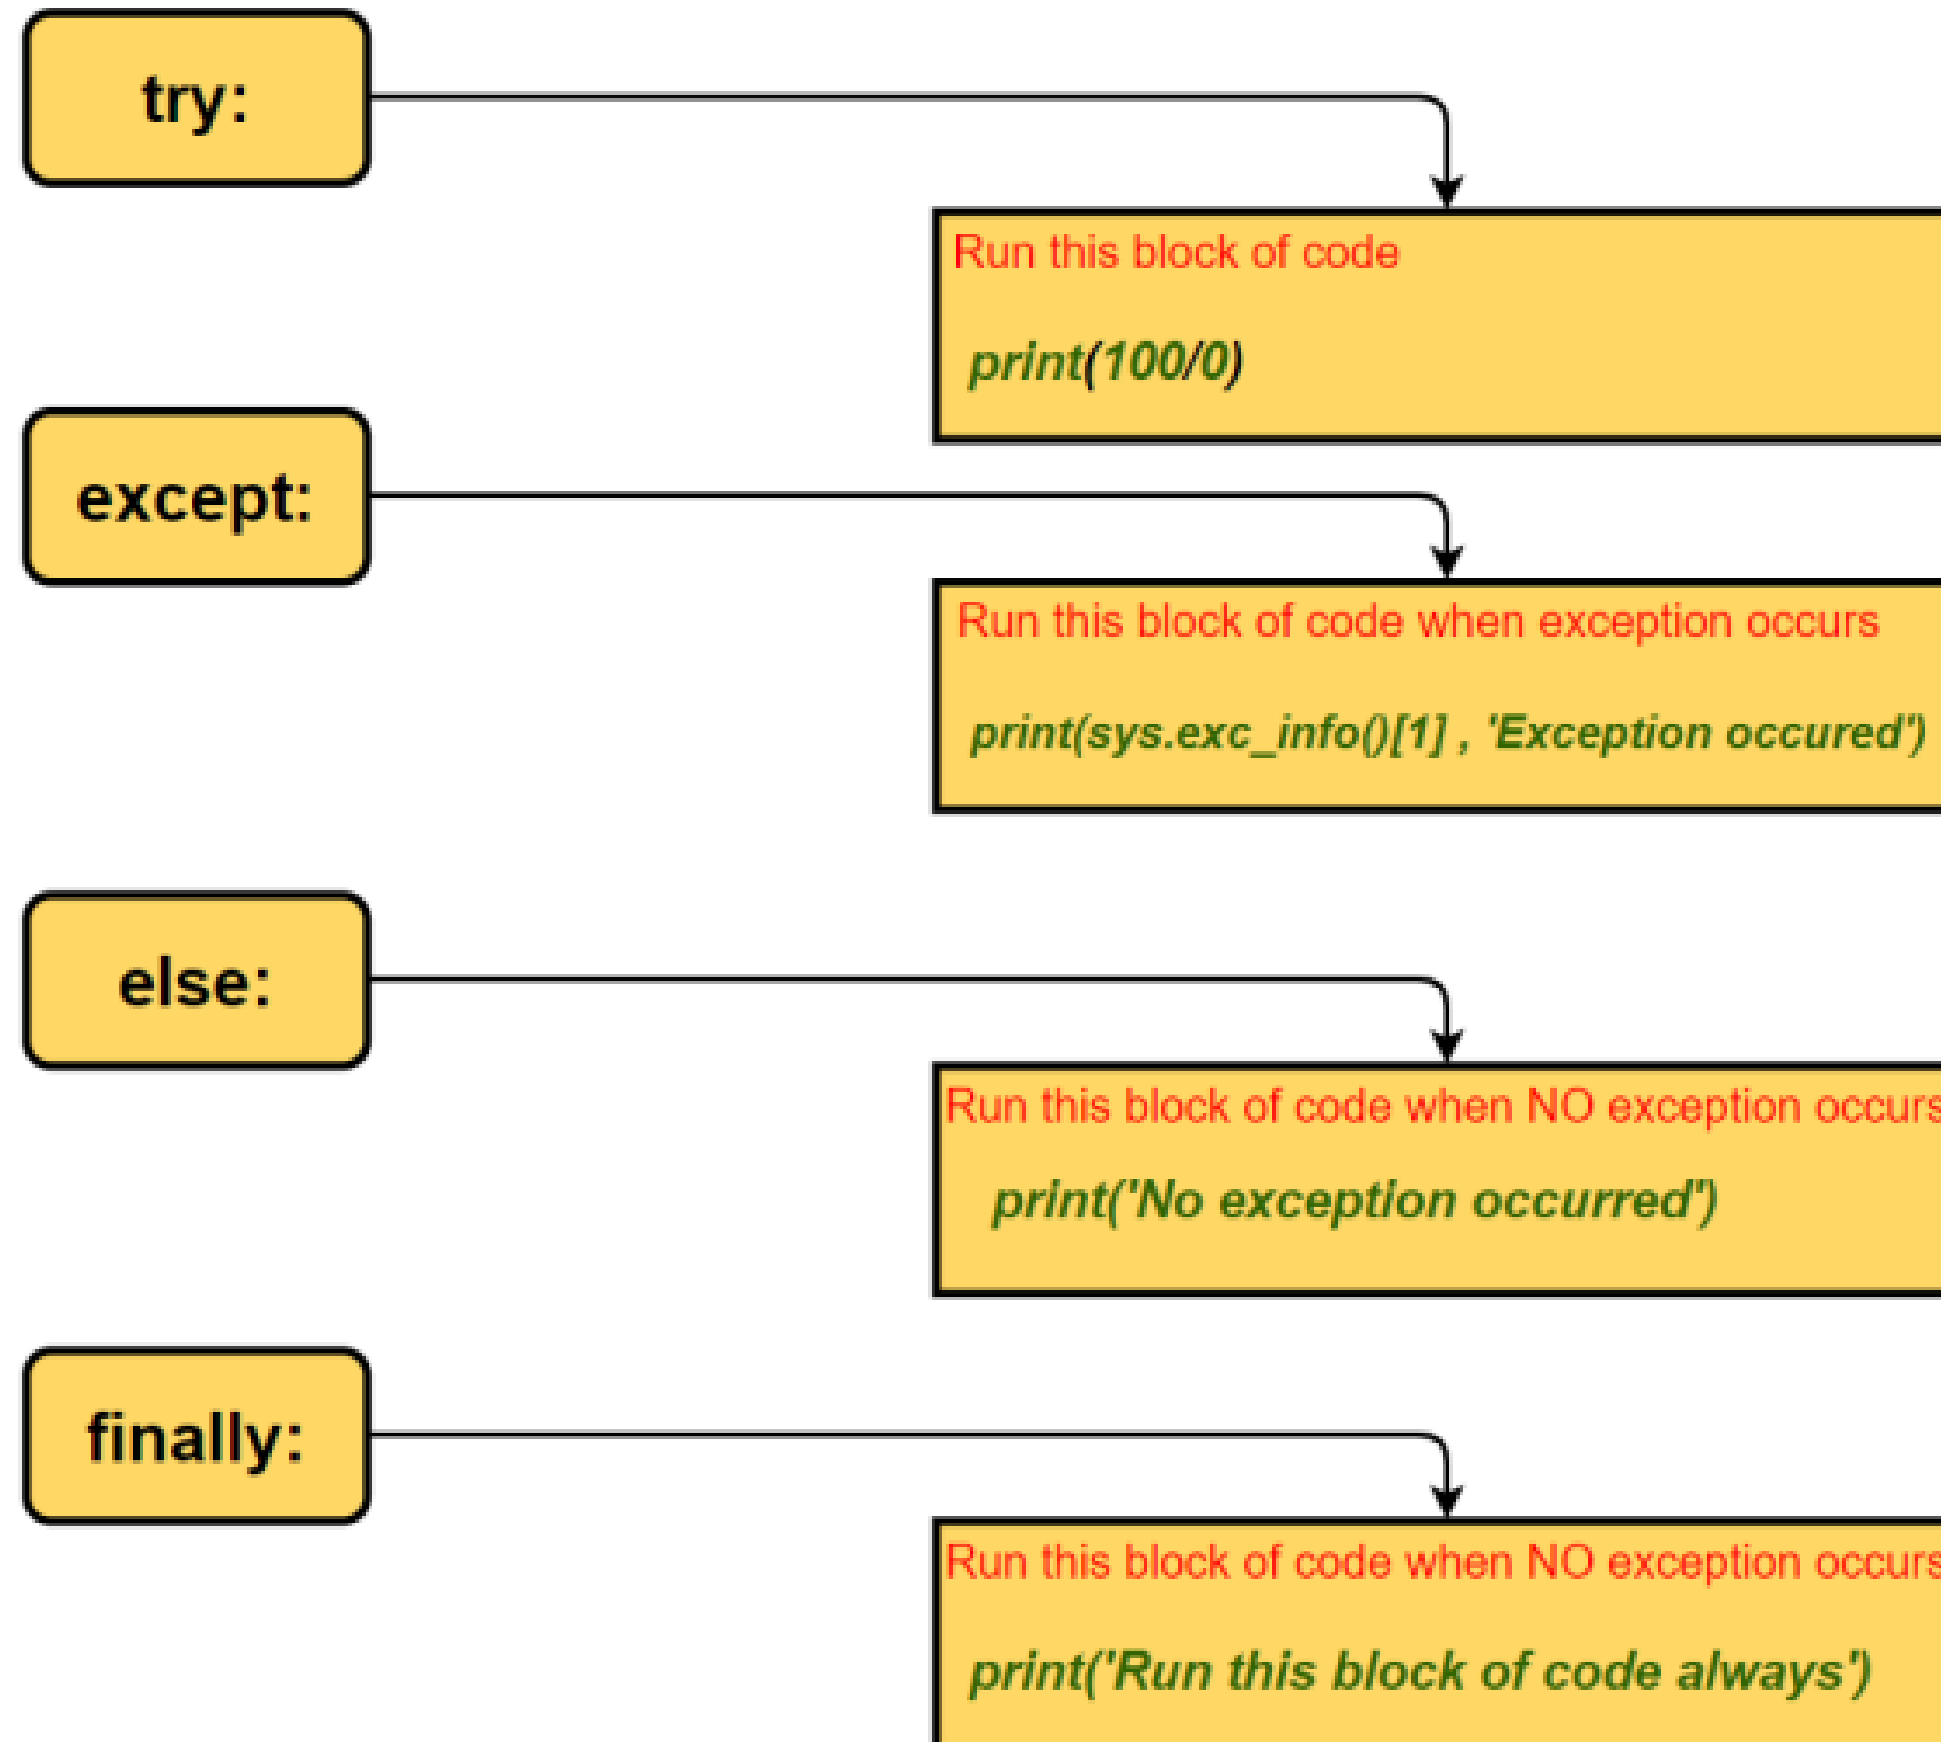 try:
Run this block of code
print(100/0)
except:
Run this block of code when exception occurs
print(sys.exc_info()[1] , 'Exception occured')
else:
Run this block of code when NO exception occurs
print('No exception occurred')
finally:
Run this block of code when NO exception occurs
print('Run this block of code always')